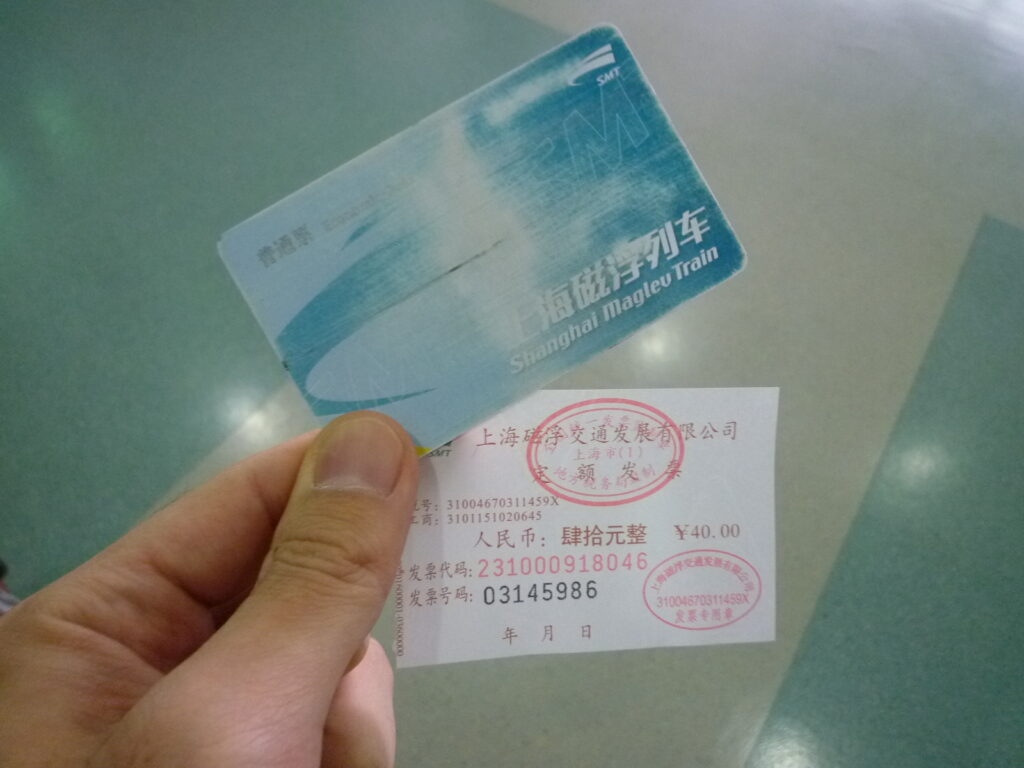 SMT
普通票
上海磁浮列车
Shanghai Maglev Train
SMT
上海磁浮交通发展有限公司
定额发票
上海市(1)
号: 31004670311459X
工商: 3101151020645
人民币: 肆拾元整 ￥40.00
发票代码: 231000918046
发票号码: 03145986
上海磁浮交通发展有限公司
31004670311459X
发票专用章
年 月 日